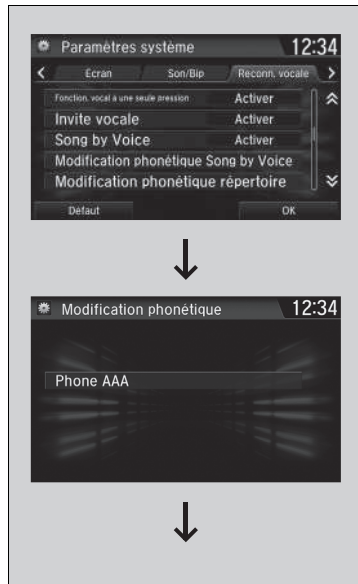 Paramètres système 12:34
Écran Son/Bip Reconn. vocale
Fonction. vocal à une seule pression Activer
Invite vocale Activer
Song by Voice Activer
Modification phonétique Song by Voice
Modification phonétique répertoire
Défaut OK
Modification phonétique 12:34
Phone AAA